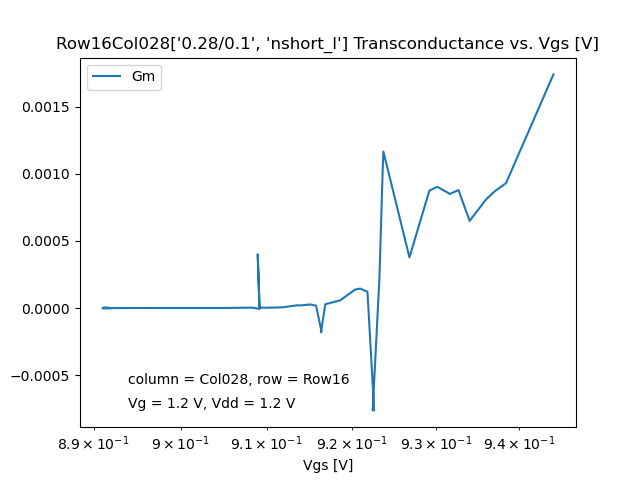 Row16Col028['0.28/0.1', 'nshort_l'] Transconductance vs. Vgs [V]
Gm
0.0015
0.0010
0.0005
0.0000
−0.0005
column = Col028, row = Row16
Vg = 1.2 V, Vdd = 1.2 V
8.9 × 10⁻¹ 9 × 10⁻¹ 9.1 × 10⁻¹ 9.2 × 10⁻¹ 9.3 × 10⁻¹ 9.4 × 10⁻¹
Vgs [V]